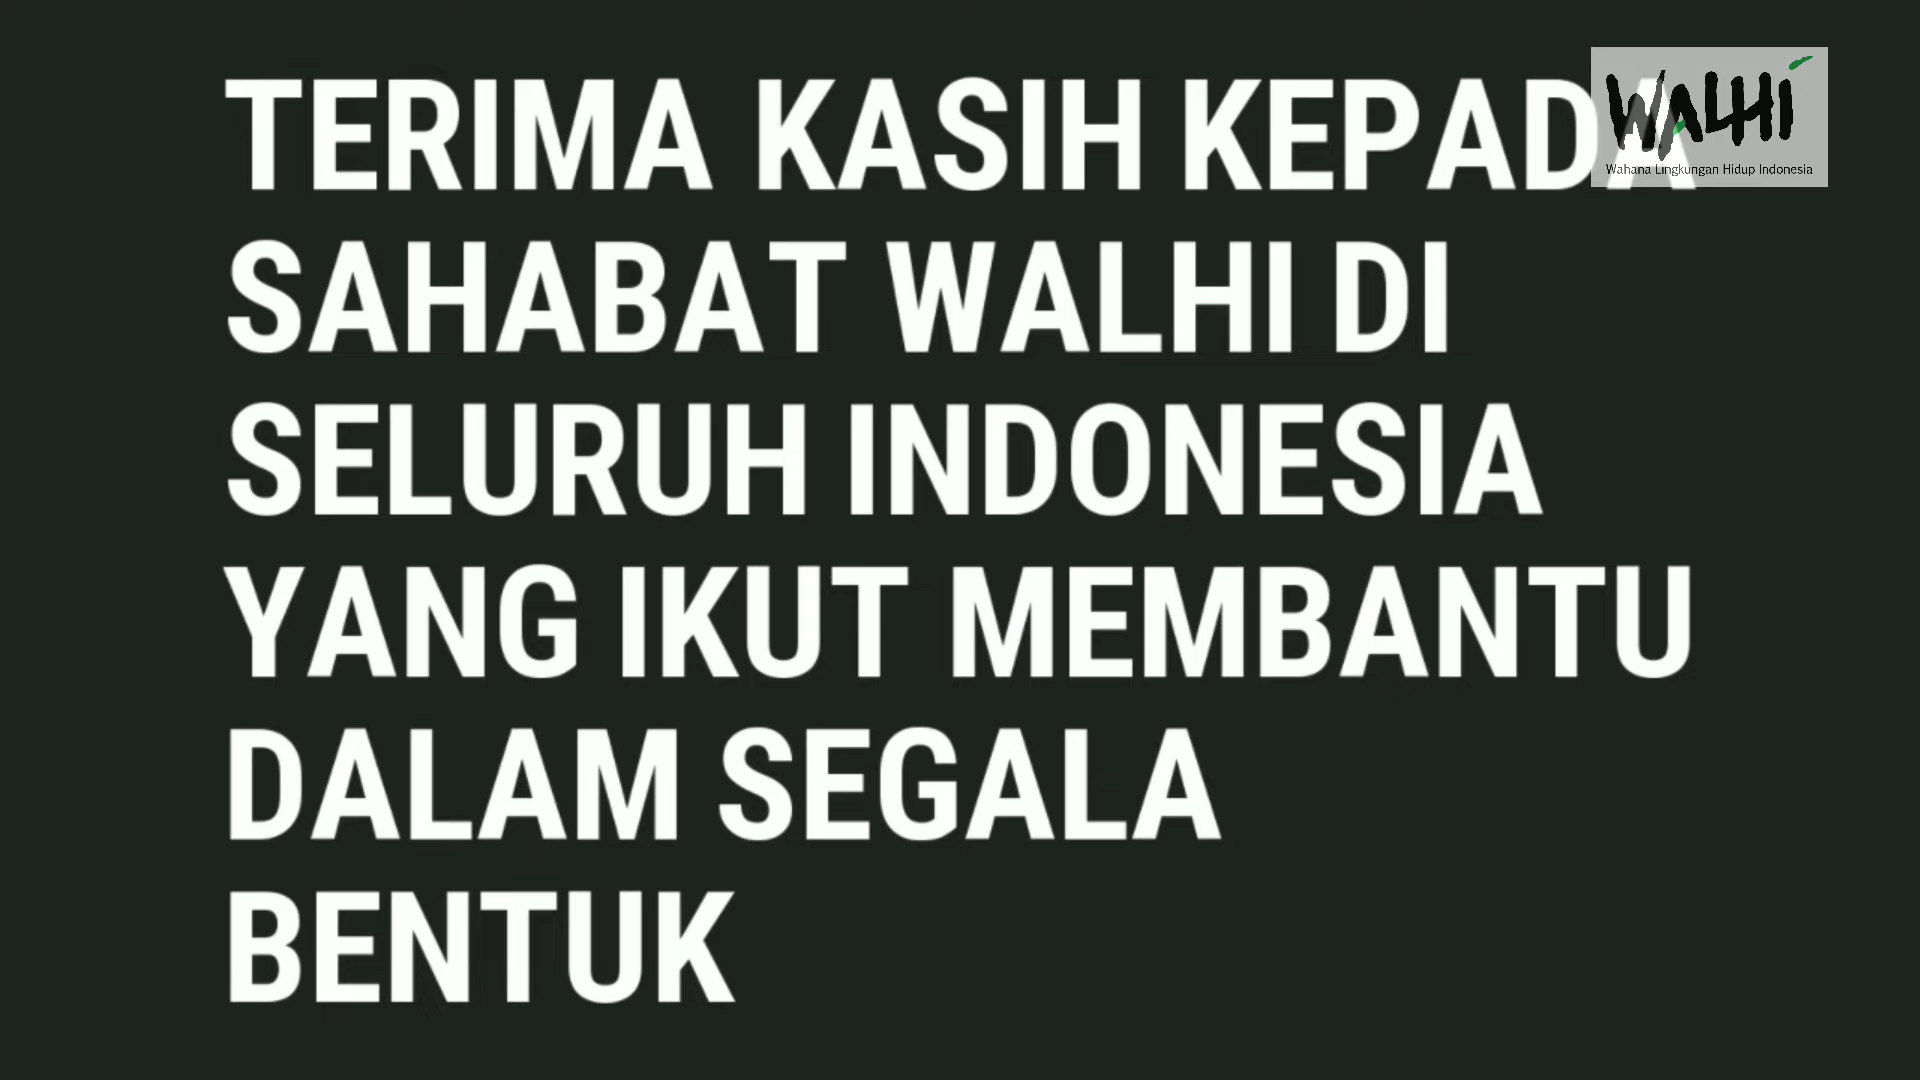 TERIMA KASIH KEPADA
SAHABAT WALHI DI
SELURUH INDONESIA
YANG IKUT MEMBANTU
DALAM SEGALA
BENTUK
WALHI
Wahana Lingkungan Hidup Indonesia